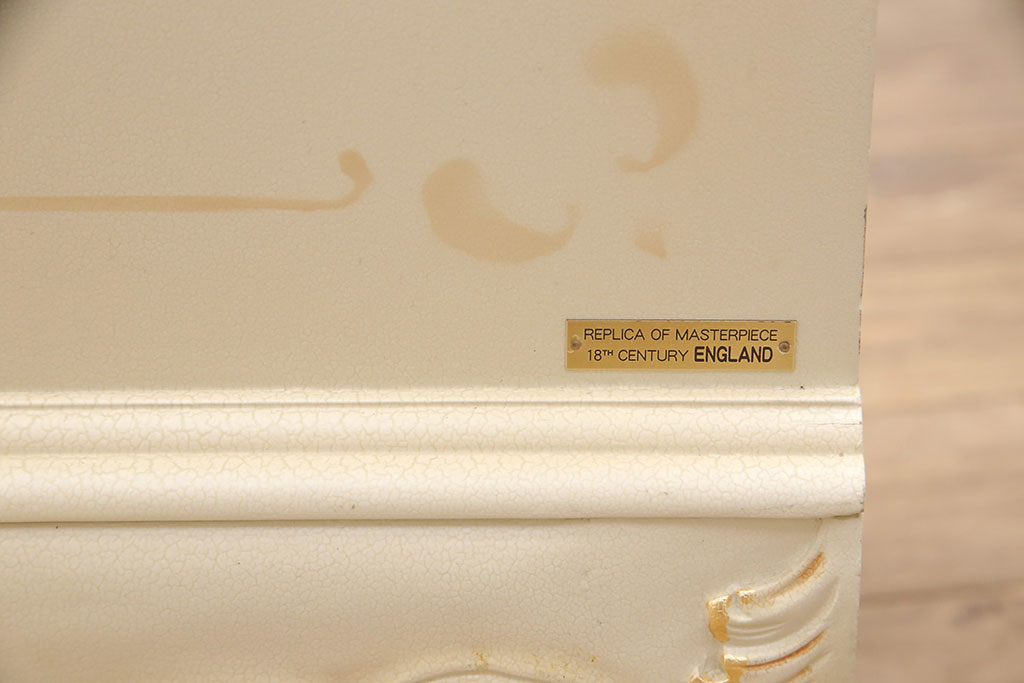 REPLICA OF MASTERPIECE
18TH CENTURY ENGLAND